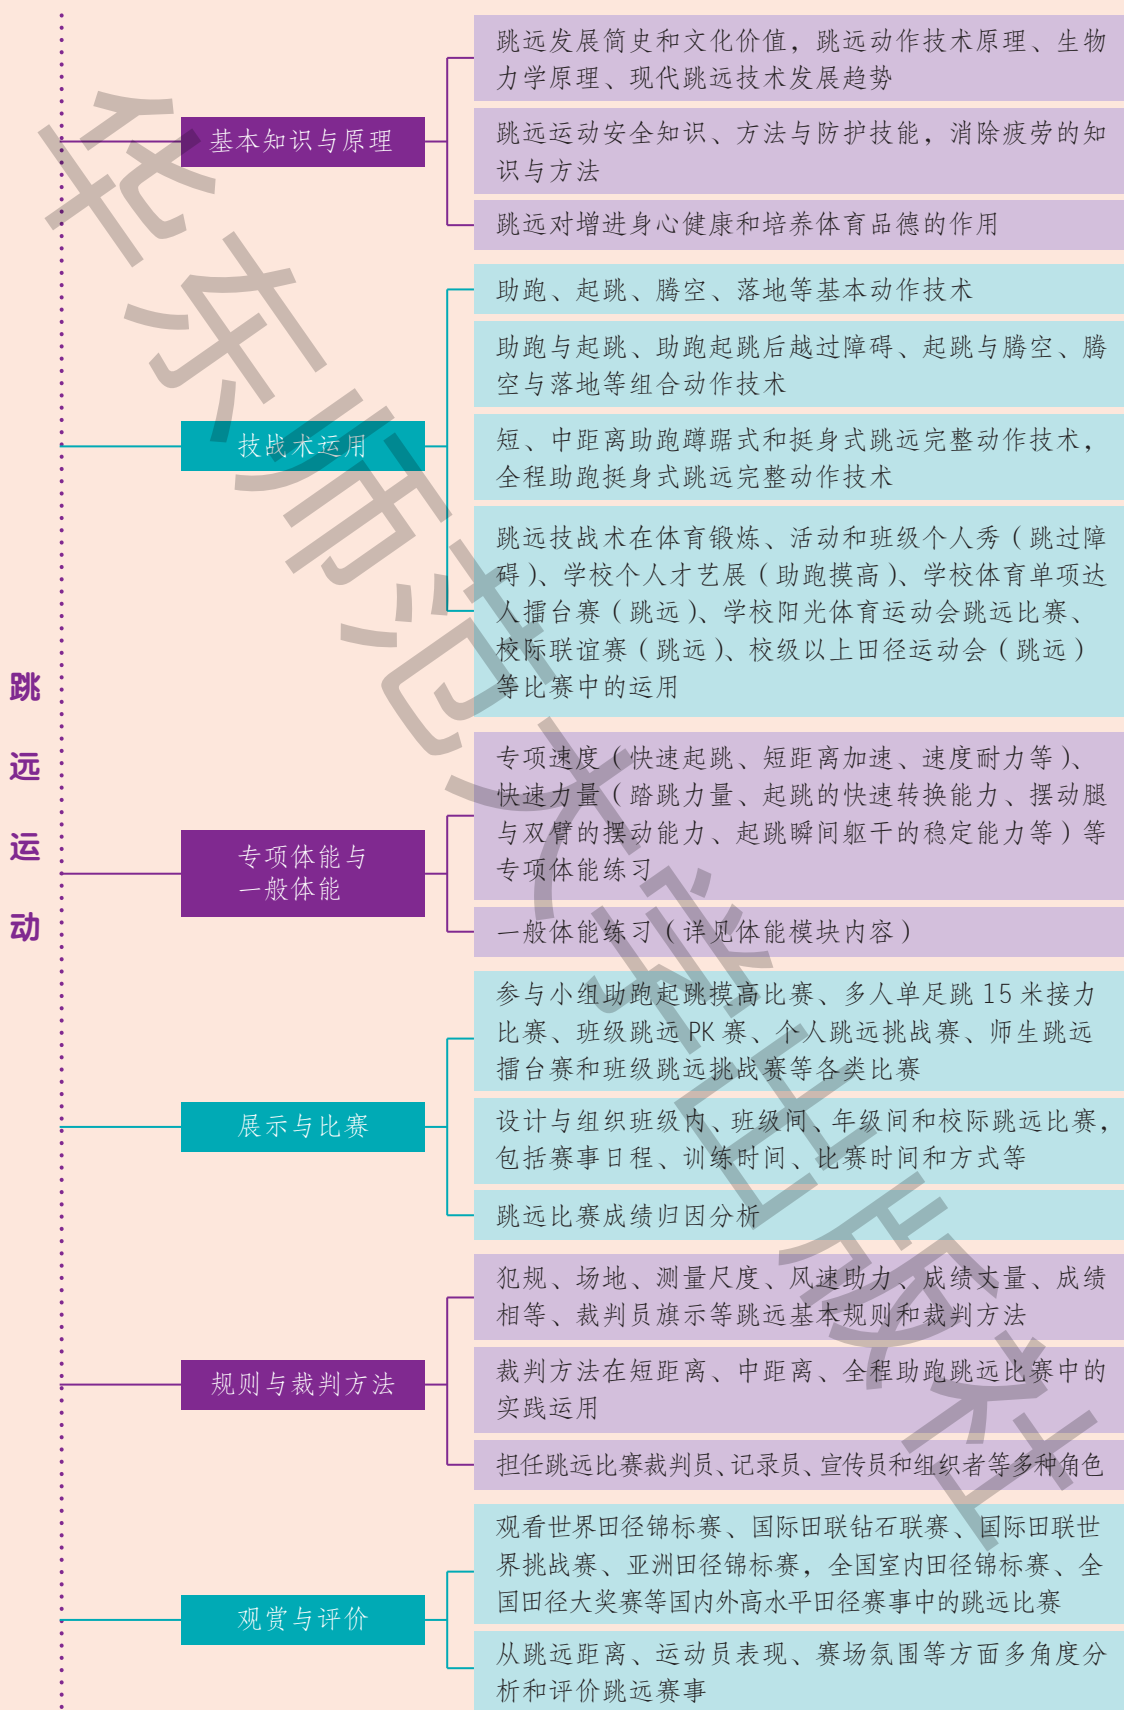 跳远运动
基本知识与原理
跳远发展简史和文化价值，跳远动作技术原理、生物
力学原理、现代跳远技术发展趋势
跳远运动安全知识、方法与防护技能，消除疲劳的知
识与方法
跳远对增进身心健康和培养体育品德的作用
技战术运用
助跑、起跳、腾空、落地等基本动作技术
助跑与起跳、助跑起跳后越过障碍、起跳与腾空、腾
空与落地等组合动作技术
短、中距离助跑蹲踞式和挺身式跳远完整动作技术，
全程助跑挺身式跳远完整动作技术
跳远技战术在体育锻炼、活动和班级个人秀（跳过障
碍）、学校个人才艺展（助跑摸高）、学校体育单项达
人擂台赛（跳远）、学校阳光体育运动会跳远比赛、
校际联谊赛（跳远）、校级以上田径运动会（跳远）
等比赛中的运用
专项体能与
一般体能
专项速度（快速起跳、短距离加速、速度耐力等）、
快速力量（踏跳力量、起跳的快速转换能力、摆动腿
与双臂的摆动能力、起跳瞬间躯干的稳定能力等）等
专项体能练习
一般体能练习（详见体能模块内容）
展示与比赛
参与小组助跑起跳摸高比赛、多人单足跳 15 米接力
比赛、班级跳远 PK 赛、个人跳远挑战赛、师生跳远
擂台赛和班级跳远挑战赛等各类比赛
设计与组织班级内、班级间、年级间和校际跳远比赛，
包括赛事日程、训练时间、比赛时间和方式等
跳远比赛成绩归因分析
规则与裁判方法
犯规、场地、测量尺度、风速助力、成绩丈量、成绩
相等、裁判员旗示等跳远基本规则和裁判方法
裁判方法在短距离、中距离、全程助跑跳远比赛中的
实践运用
担任跳远比赛裁判员、记录员、宣传员和组织者等多种角色
观赏与评价
观看世界田径锦标赛、国际田联钻石联赛、国际田联世
界挑战赛、亚洲田径锦标赛，全国室内田径锦标赛、全
国田径大奖赛等国内外高水平田径赛事中的跳远比赛
从跳远距离、运动员表现、赛场氛围等方面多角度分
析和评价跳远赛事
华东师范大学出版社